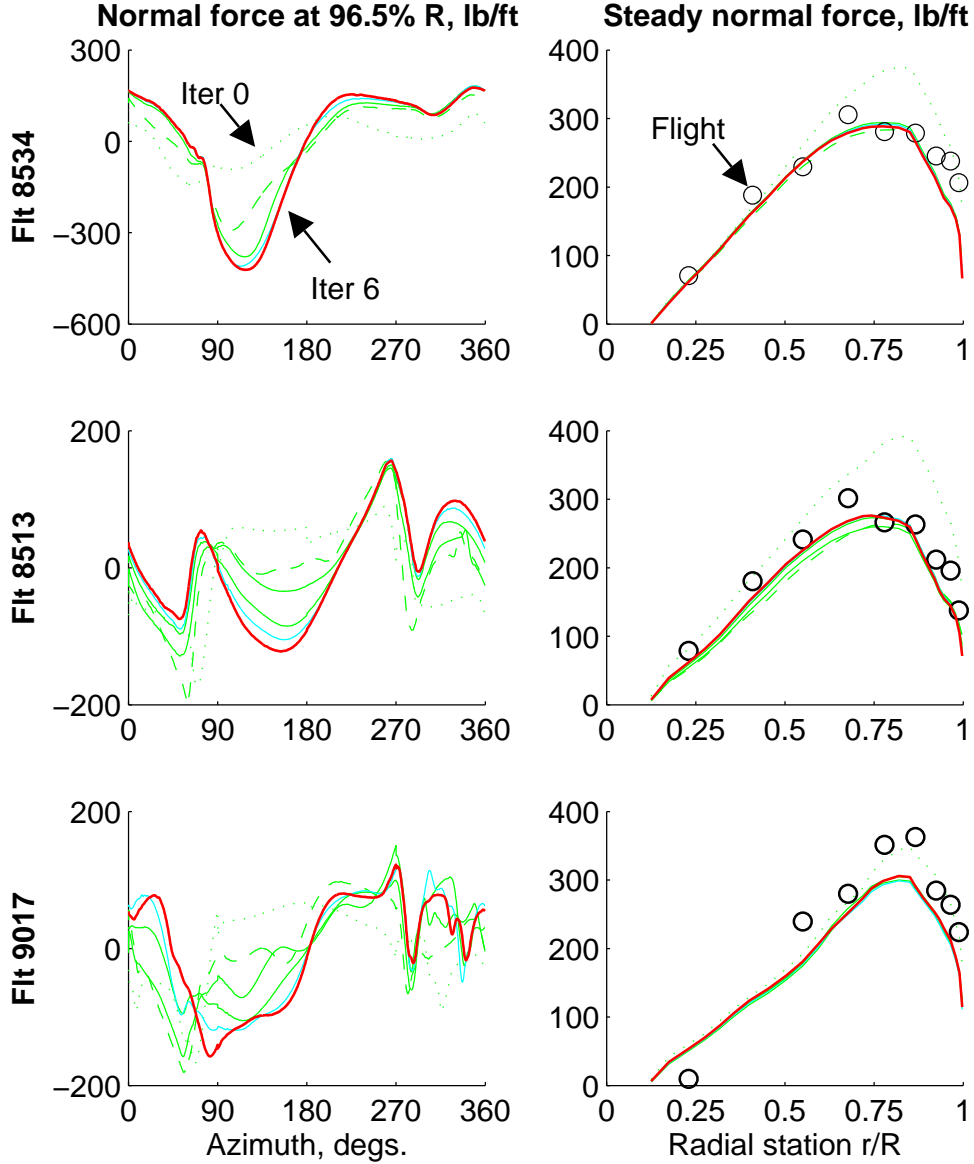 Normal force at 96.5% R, lb/ft
Steady normal force, lb/ft
Flt 8534
300
0
−300
−600
0 90 180 270 360
Iter 0
Iter 6
400
300
200
100
0
0 0.25 0.5 0.75 1
Flight
Flt 8513
200
0
−200
0 90 180 270 360
400
300
200
100
0
0 0.25 0.5 0.75 1
Flt 9017
200
0
−200
0 90 180 270 360
Azimuth, degs.
400
300
200
100
0
0 0.25 0.5 0.75 1
Radial station r/R